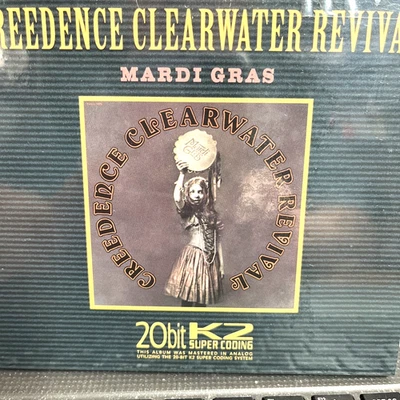 REEDENCE CLEARWATER REVIVA
MARDI GRAS
CREEDENCE CLEARWATER REVIVAL
20bit K2
SUPER CODING
THIS ALBUM WAS MASTERED IN ANALOG
UTILIZING THE 20-BIT K2 SUPER CODING SYSTEM